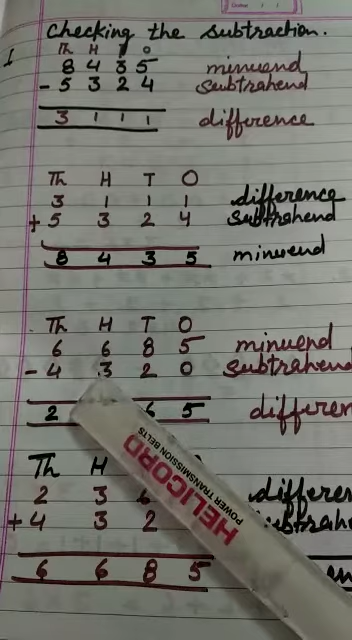 Checking the subtraction.
1
Th H T O
8 4 3 5 minuend
- 5 3 2 4 subtrahend
3 1 1 1 difference
Th H T O
3 1 1 1 difference
+ 5 3 2 4 subtrahend
8 4 3 5 minuend
Th H T O
6 6 8 5 minuend
- 4 3 2 0 subtrahend
2 6 5 differen
Th H
2 3 6 differen
+ 4 3 2
6 6 8 5
HELICORD
POWER TRANSMISSION BELTS